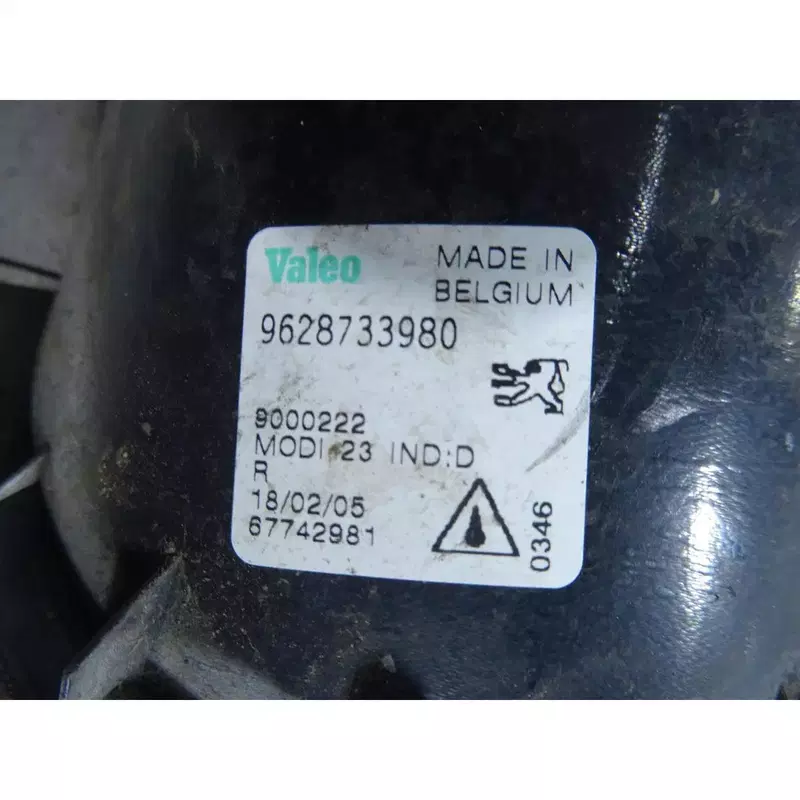 Valeo MADE IN
BELGIUM
9628733980
9000222
MODI 23 IND:D
R
18/02/05
67742981
0346